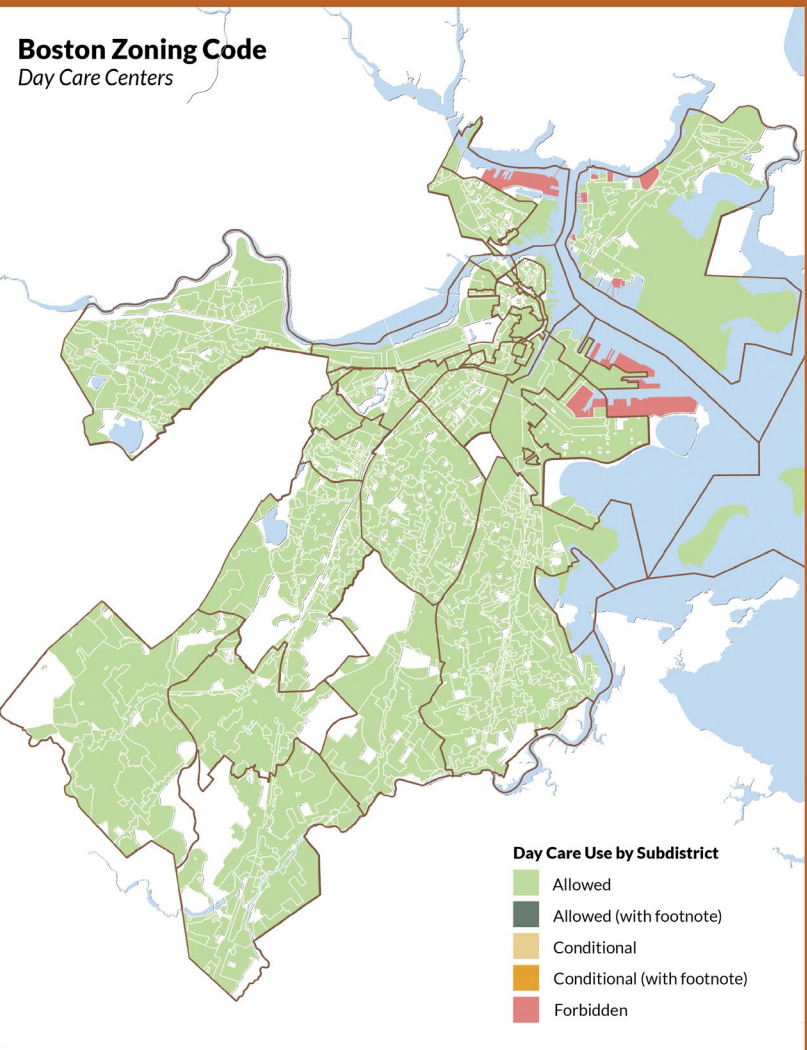 Boston Zoning Code
Day Care Centers
Day Care Use by Subdistrict
Allowed
Allowed (with footnote)
Conditional
Conditional (with footnote)
Forbidden